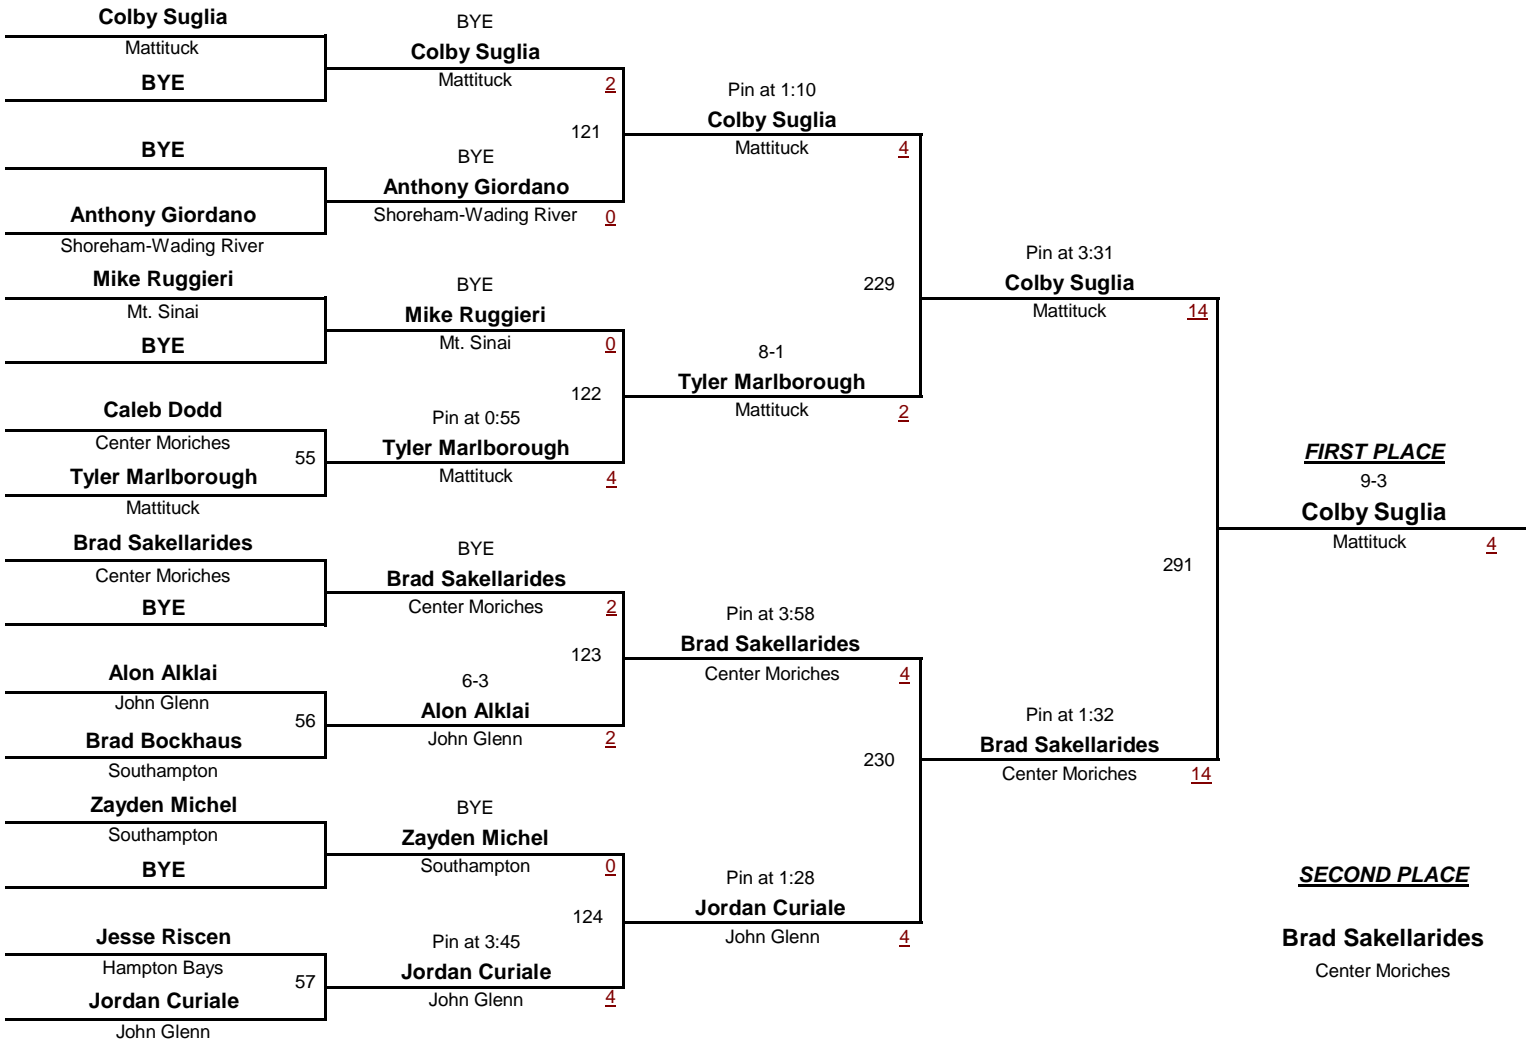 Colby Suglia
Mattituck
BYE
BYE
Anthony Giordano
Shoreham-Wading River
Mike Ruggieri
Mt. Sinai
BYE
Caleb Dodd
Center Moriches
55
Tyler Marlborough
Mattituck
Brad Sakellarides
Center Moriches
BYE
Alon Alklai
John Glenn
56
Brad Bockhaus
Southampton
Zayden Michel
Southampton
BYE
Jesse Riscen
Hampton Bays
57
Jordan Curiale
John Glenn
BYE
Colby Suglia
Mattituck
2
121
BYE
Anthony Giordano
Shoreham-Wading River
0
BYE
Mike Ruggieri
Mt. Sinai
0
122
Pin at 0:55
Tyler Marlborough
Mattituck
4
BYE
Brad Sakellarides
Center Moriches
2
123
6-3
Alon Alklai
John Glenn
2
BYE
Zayden Michel
Southampton
0
124
Pin at 3:45
Jordan Curiale
John Glenn
4
Pin at 1:10
Colby Suglia
Mattituck
4
229
8-1
Tyler Marlborough
Mattituck
2
Pin at 3:58
Brad Sakellarides
Center Moriches
4
230
Pin at 1:28
Jordan Curiale
John Glenn
4
Pin at 3:31
Colby Suglia
Mattituck
14
291
Pin at 1:32
Brad Sakellarides
Center Moriches
14
FIRST PLACE
9-3
Colby Suglia
Mattituck
4
SECOND PLACE
Brad Sakellarides
Center Moriches